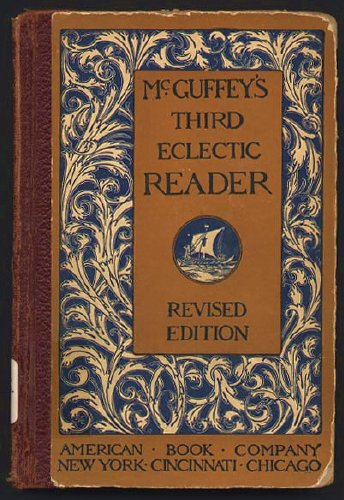 McGUFFEY'S
THIRD
ECLECTIC
READER
REVISED
EDITION
AMERICAN · BOOK · COMPANY
NEW YORK · CINCINNATI · CHICAGO